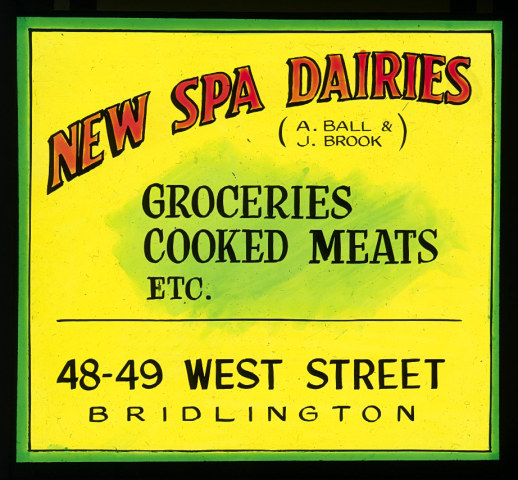 NEW SPA DAIRIES
(A. BALL &
J. BROOK)
GROCERIES
COOKED MEATS
ETC.
48-49 WEST STREET
BRIDLINGTON